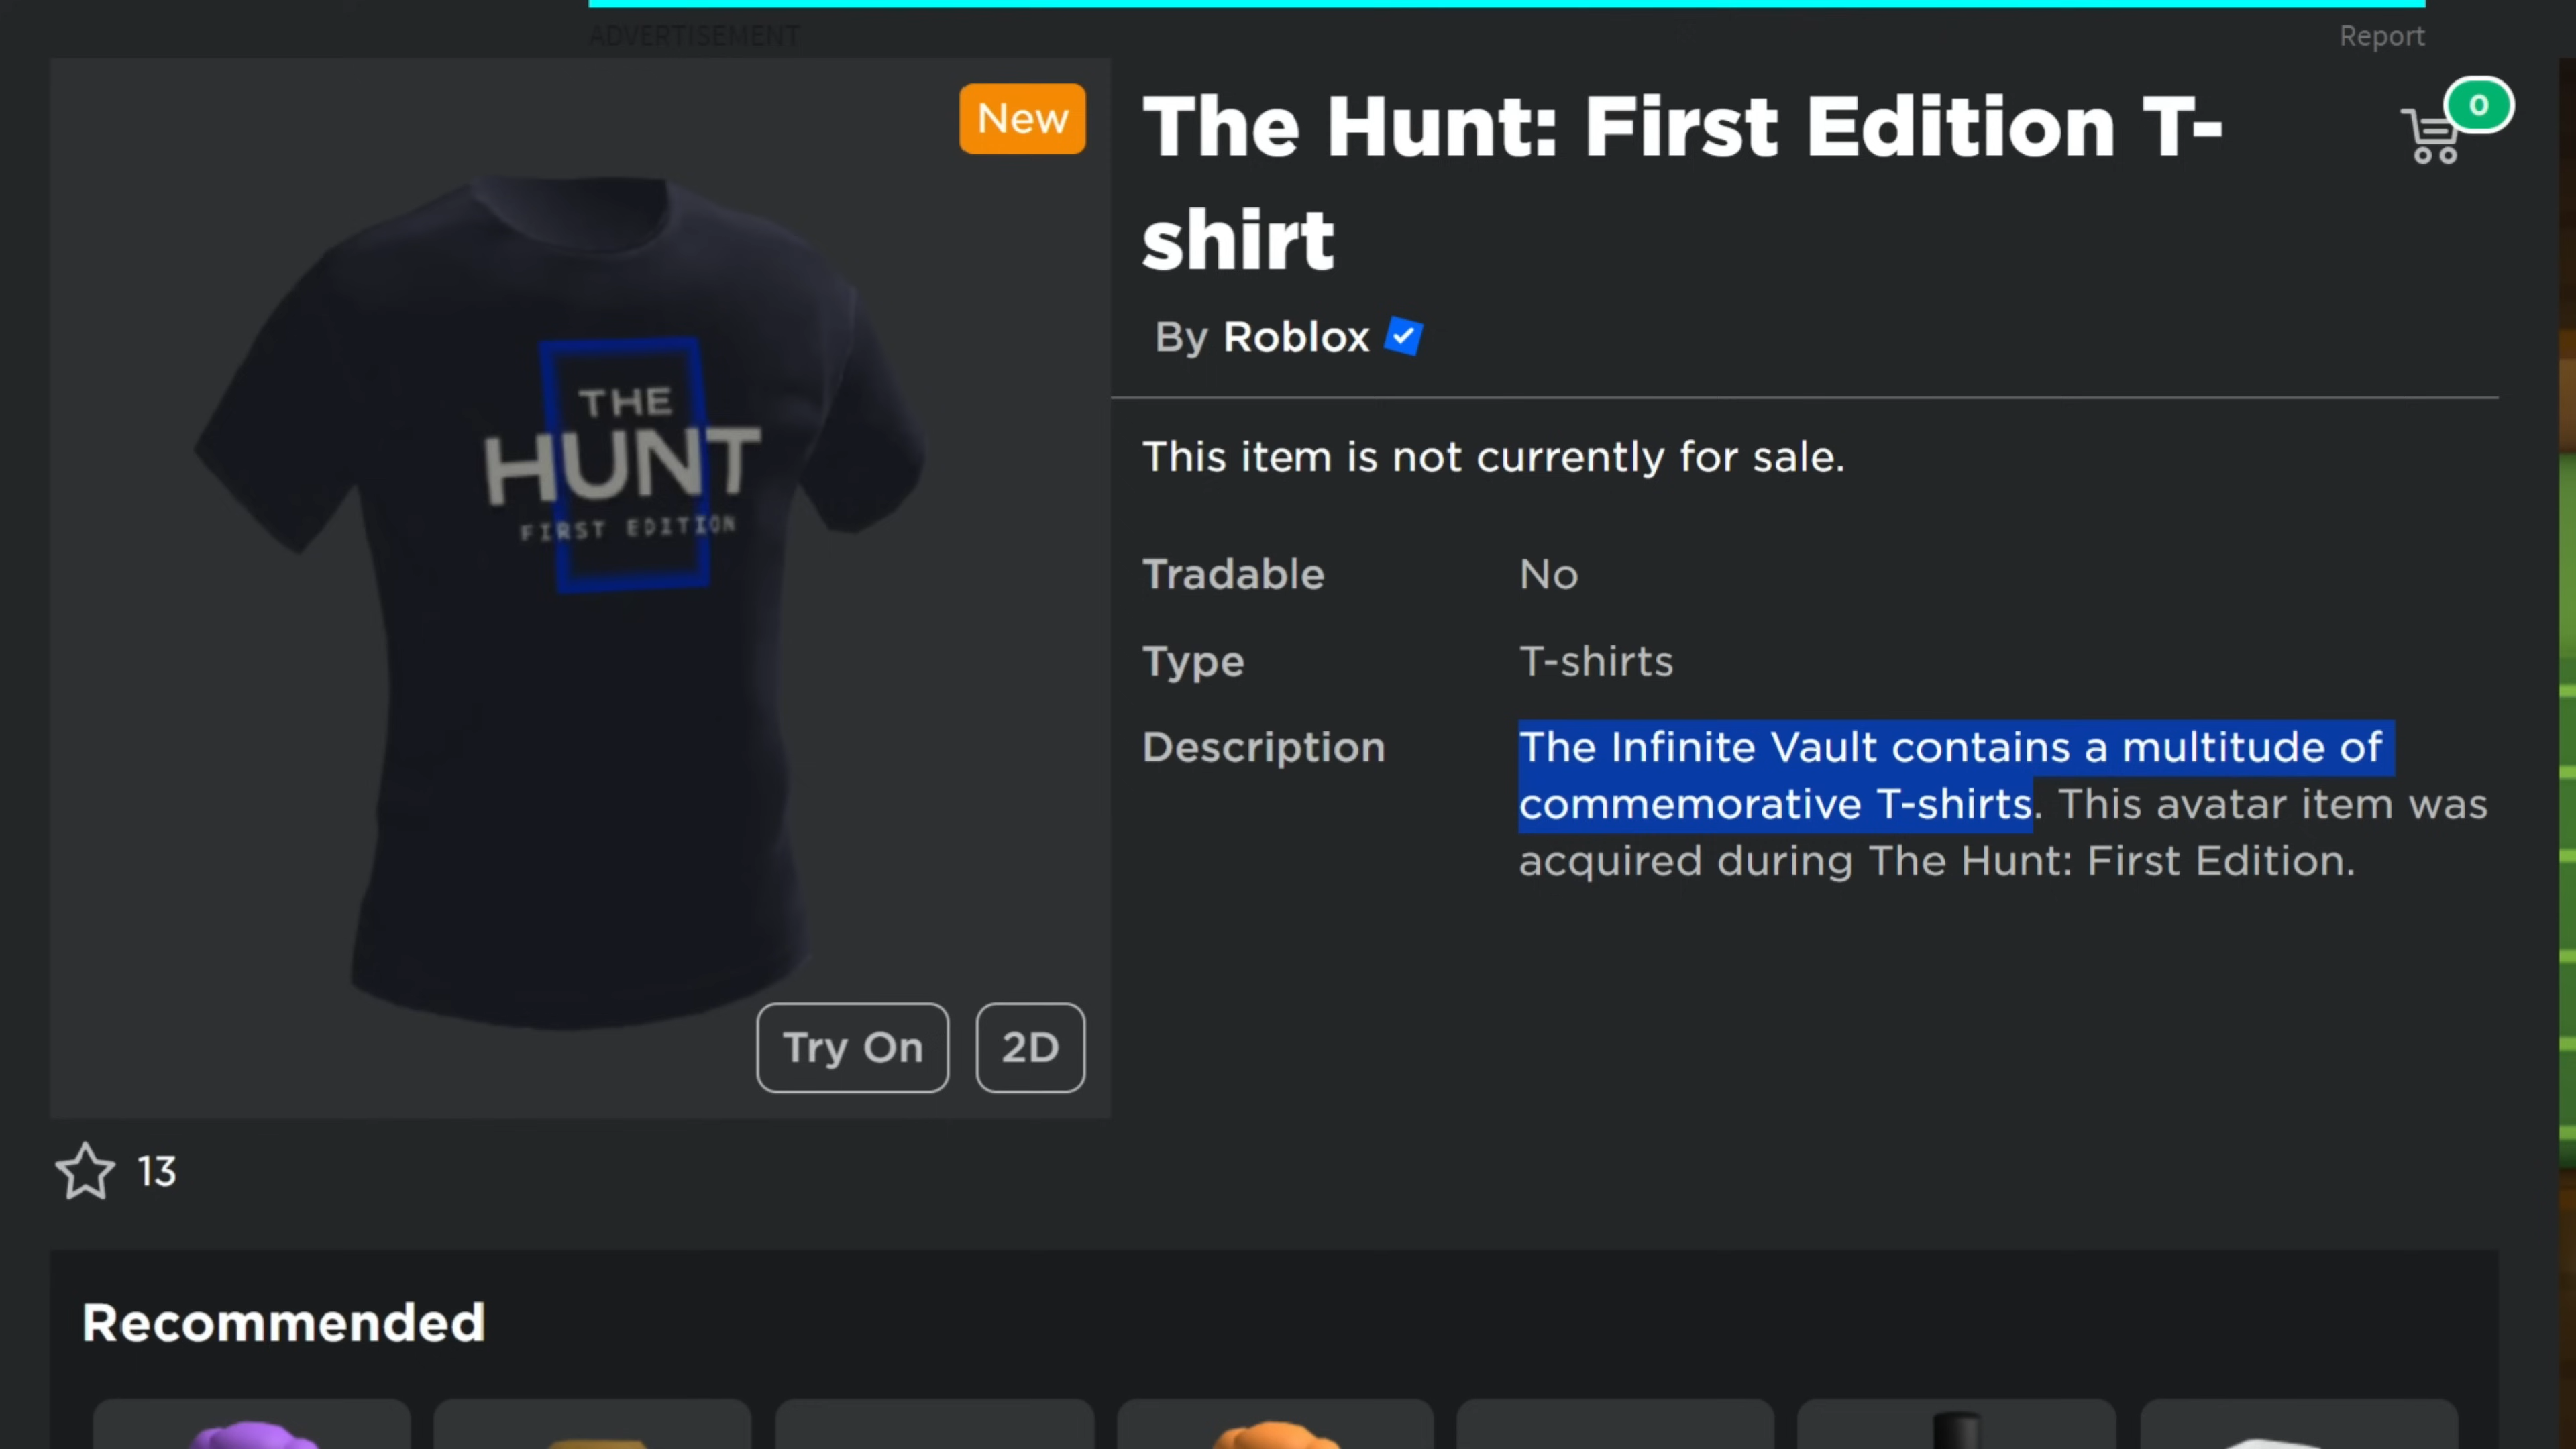 ADVERTISEMENT
Report
New
THE
HUNT
FIRST EDITION
Try On
2D
The Hunt: First Edition T-
shirt
0
By Roblox
This item is not currently for sale.
Tradable No
Type T-shirts
Description The Infinite Vault contains a multitude of
commemorative T-shirts. This avatar item was
acquired during The Hunt: First Edition.
13
Recommended